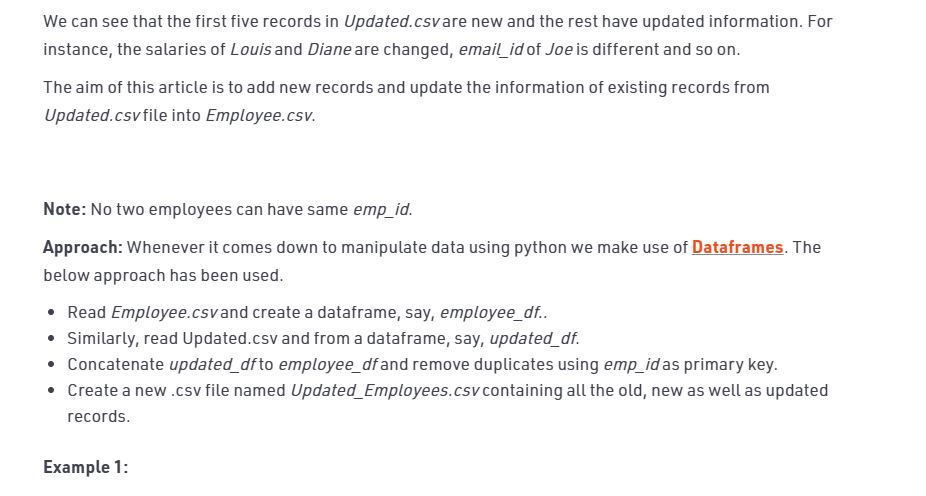 We can see that the first five records in Updated.csv are new and the rest have updated information. For
instance, the salaries of Louis and Diane are changed, email_id of Joe is different and so on.
The aim of this article is to add new records and update the information of existing records from
Updated.csv file into Employee.csv.
Note: No two employees can have same emp_id.
Approach: Whenever it comes down to manipulate data using python we make use of Dataframes. The
below approach has been used.
• Read Employee.csv and create a dataframe, say, employee_df..
• Similarly, read Updated.csv and from a dataframe, say, updated_df.
• Concatenate updated_df to employee_df and remove duplicates using emp_id as primary key.
• Create a new .csv file named Updated_Employees.csv containing all the old, new as well as updated
records.
Example 1: